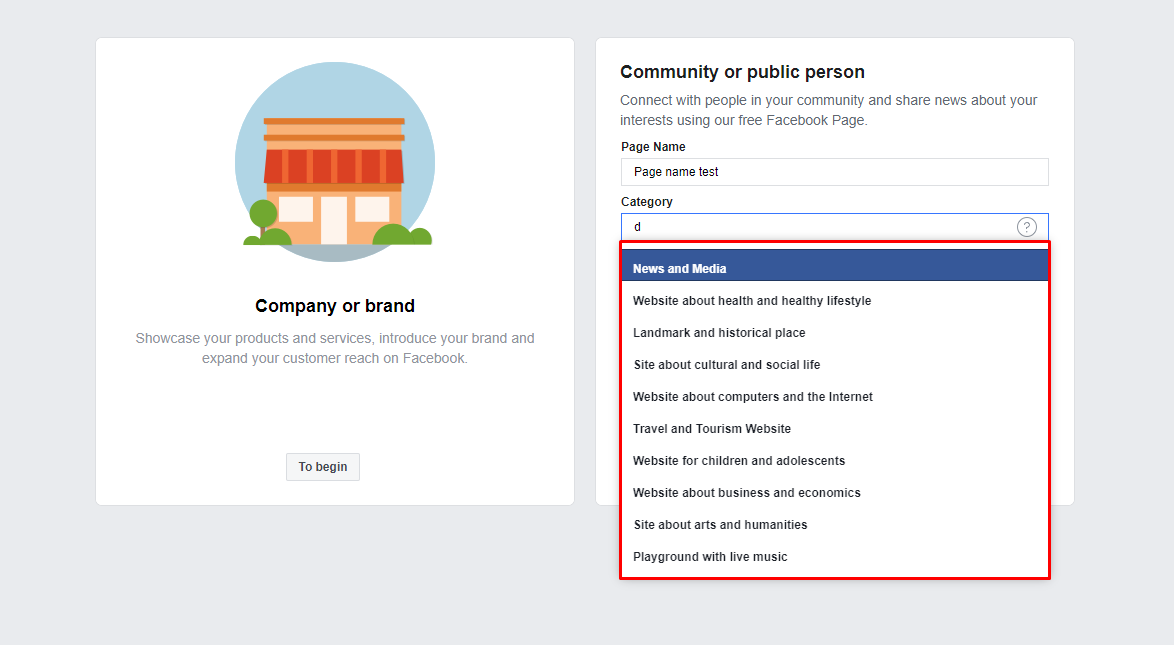 Company or brand
Showcase your products and services, introduce your brand and
expand your customer reach on Facebook.
To begin
Community or public person
Connect with people in your community and share news about your
interests using our free Facebook Page.
Page Name
Page name test
Category
d
?
News and Media
Website about health and healthy lifestyle
Landmark and historical place
Site about cultural and social life
Website about computers and the Internet
Travel and Tourism Website
Website for children and adolescents
Website about business and economics
Site about arts and humanities
Playground with live music